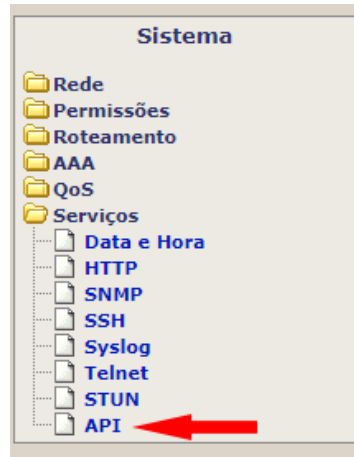 Sistema
Rede
Permissões
Roteamento
AAA
QoS
Serviços
Data e Hora
HTTP
SNMP
SSH
Syslog
Telnet
STUN
API